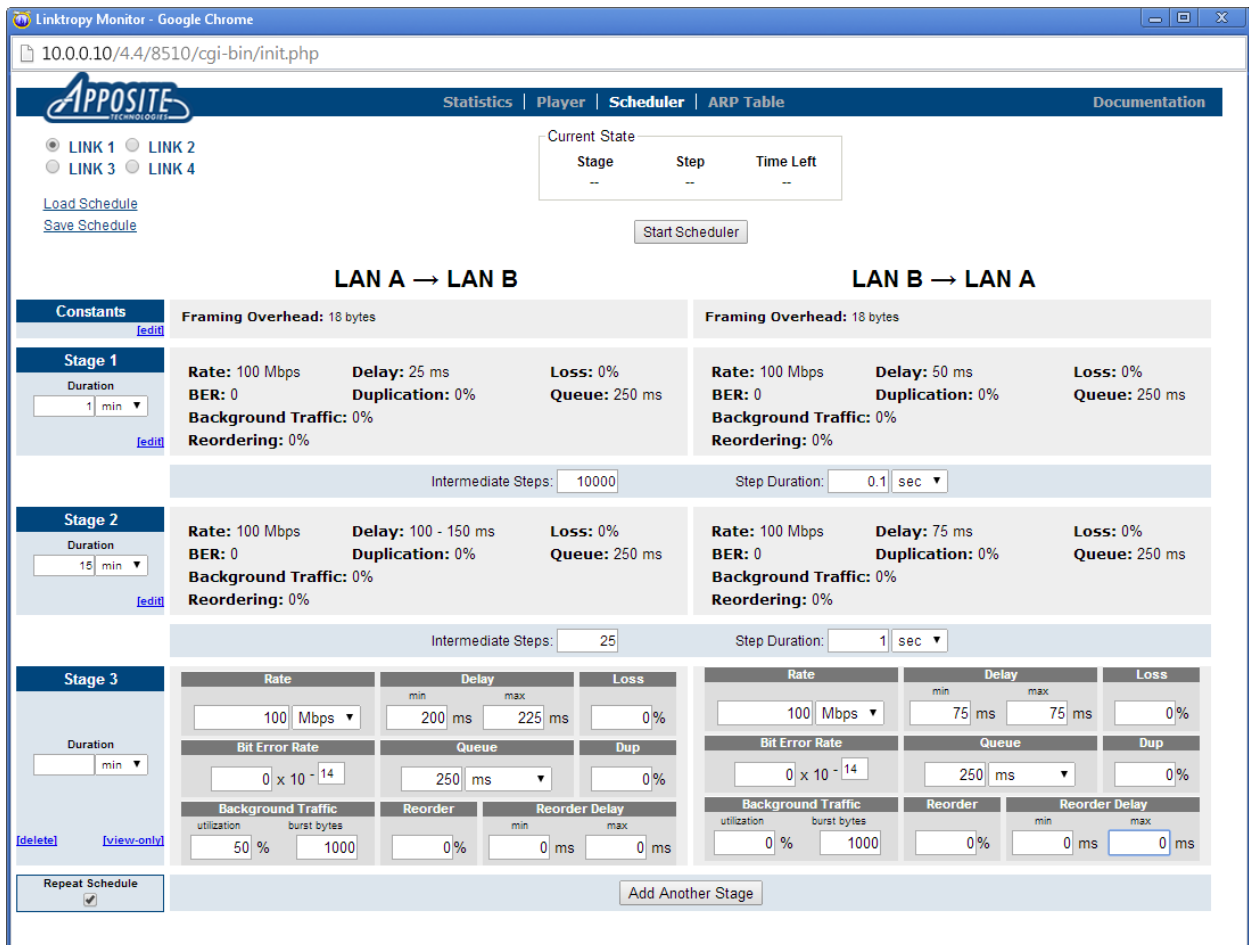 Linktropy Monitor - Google Chrome
10.0.0.10/4.4/8510/cgi-bin/init.php
APPOSITE
TECHNOLOGIES
Statistics | Player | Scheduler | ARP Table
Documentation
LINK 1 LINK 2
LINK 3 LINK 4
Load Schedule
Save Schedule
Current State
Stage Step Time Left
-- -- --
Start Scheduler
LAN A → LAN B LAN B → LAN A
Constants
[edit]
Framing Overhead: 18 bytes
Framing Overhead: 18 bytes
Stage 1
Duration
1 min
[edit]
Rate: 100 Mbps Delay: 25 ms Loss: 0%
BER: 0 Duplication: 0% Queue: 250 ms
Background Traffic: 0%
Reordering: 0%
Rate: 100 Mbps Delay: 50 ms Loss: 0%
BER: 0 Duplication: 0% Queue: 250 ms
Background Traffic: 0%
Reordering: 0%
Intermediate Steps: 10000 Step Duration: 0.1 sec
Stage 2
Duration
15 min
[edit]
Rate: 100 Mbps Delay: 100 - 150 ms Loss: 0%
BER: 0 Duplication: 0% Queue: 250 ms
Background Traffic: 0%
Reordering: 0%
Rate: 100 Mbps Delay: 75 ms Loss: 0%
BER: 0 Duplication: 0% Queue: 250 ms
Background Traffic: 0%
Reordering: 0%
Intermediate Steps: 25 Step Duration: 1 sec
Stage 3
Duration
min
[delete] [view-only]
Rate Delay Loss
min max
100 Mbps 200 ms 225 ms 0%
Bit Error Rate Queue Dup
0 x 10 - 14 250 ms 0%
Background Traffic Reorder Reorder Delay
utilization burst bytes min max
50 % 1000 0% 0 ms 0 ms
Rate Delay Loss
min max
100 Mbps 75 ms 75 ms 0%
Bit Error Rate Queue Dup
0 x 10 - 14 250 ms 0%
Background Traffic Reorder Reorder Delay
utilization burst bytes min max
0 % 1000 0% 0 ms 0 ms
Repeat Schedule
Add Another Stage